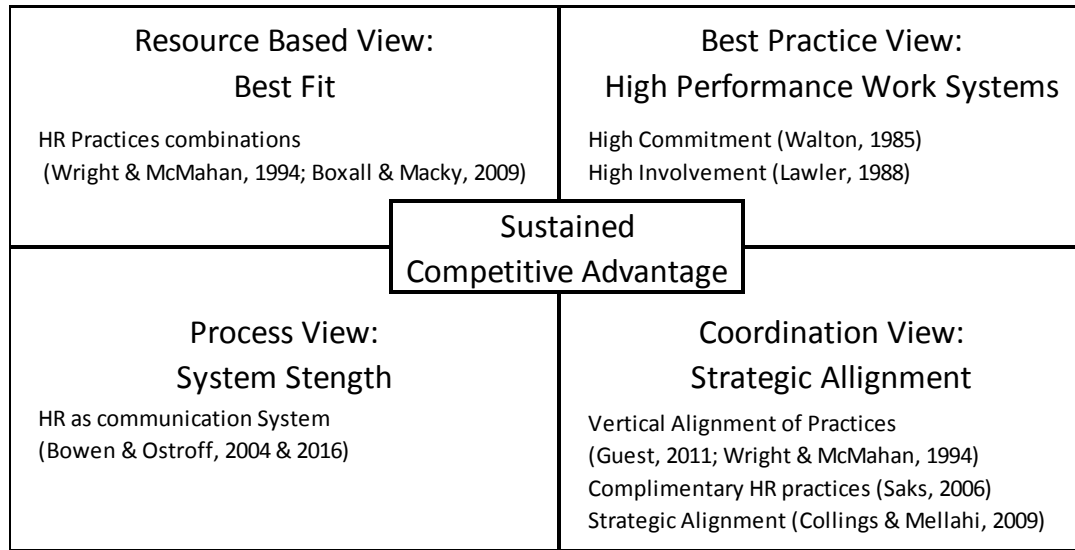 Resource Based View:
Best Fit
HR Practices combinations
(Wright & McMahan, 1994; Boxall & Macky, 2009)
Best Practice View:
High Performance Work Systems
High Commitment (Walton, 1985)
High Involvement (Lawler, 1988)
Sustained
Competitive Advantage
Process View:
System Stength
HR as communication System
(Bowen & Ostroff, 2004 & 2016)
Coordination View:
Strategic Allignment
Vertical Alignment of Practices
(Guest, 2011; Wright & McMahan, 1994)
Complimentary HR practices (Saks, 2006)
Strategic Alignment (Collings & Mellahi, 2009)